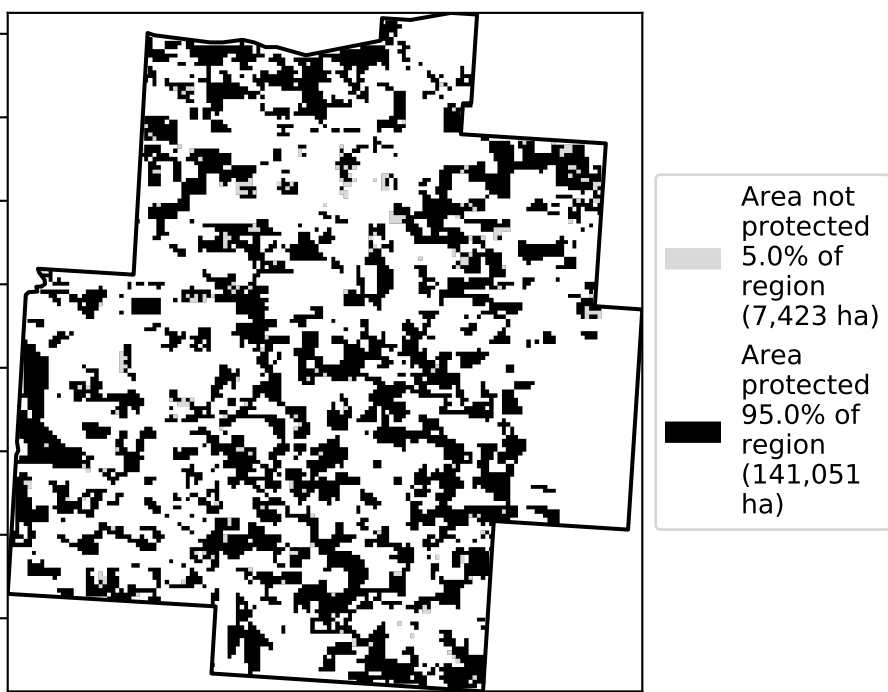 Area not
protected
5.0% of
region
(7,423 ha)
Area
protected
95.0% of
region
(141,051
ha)